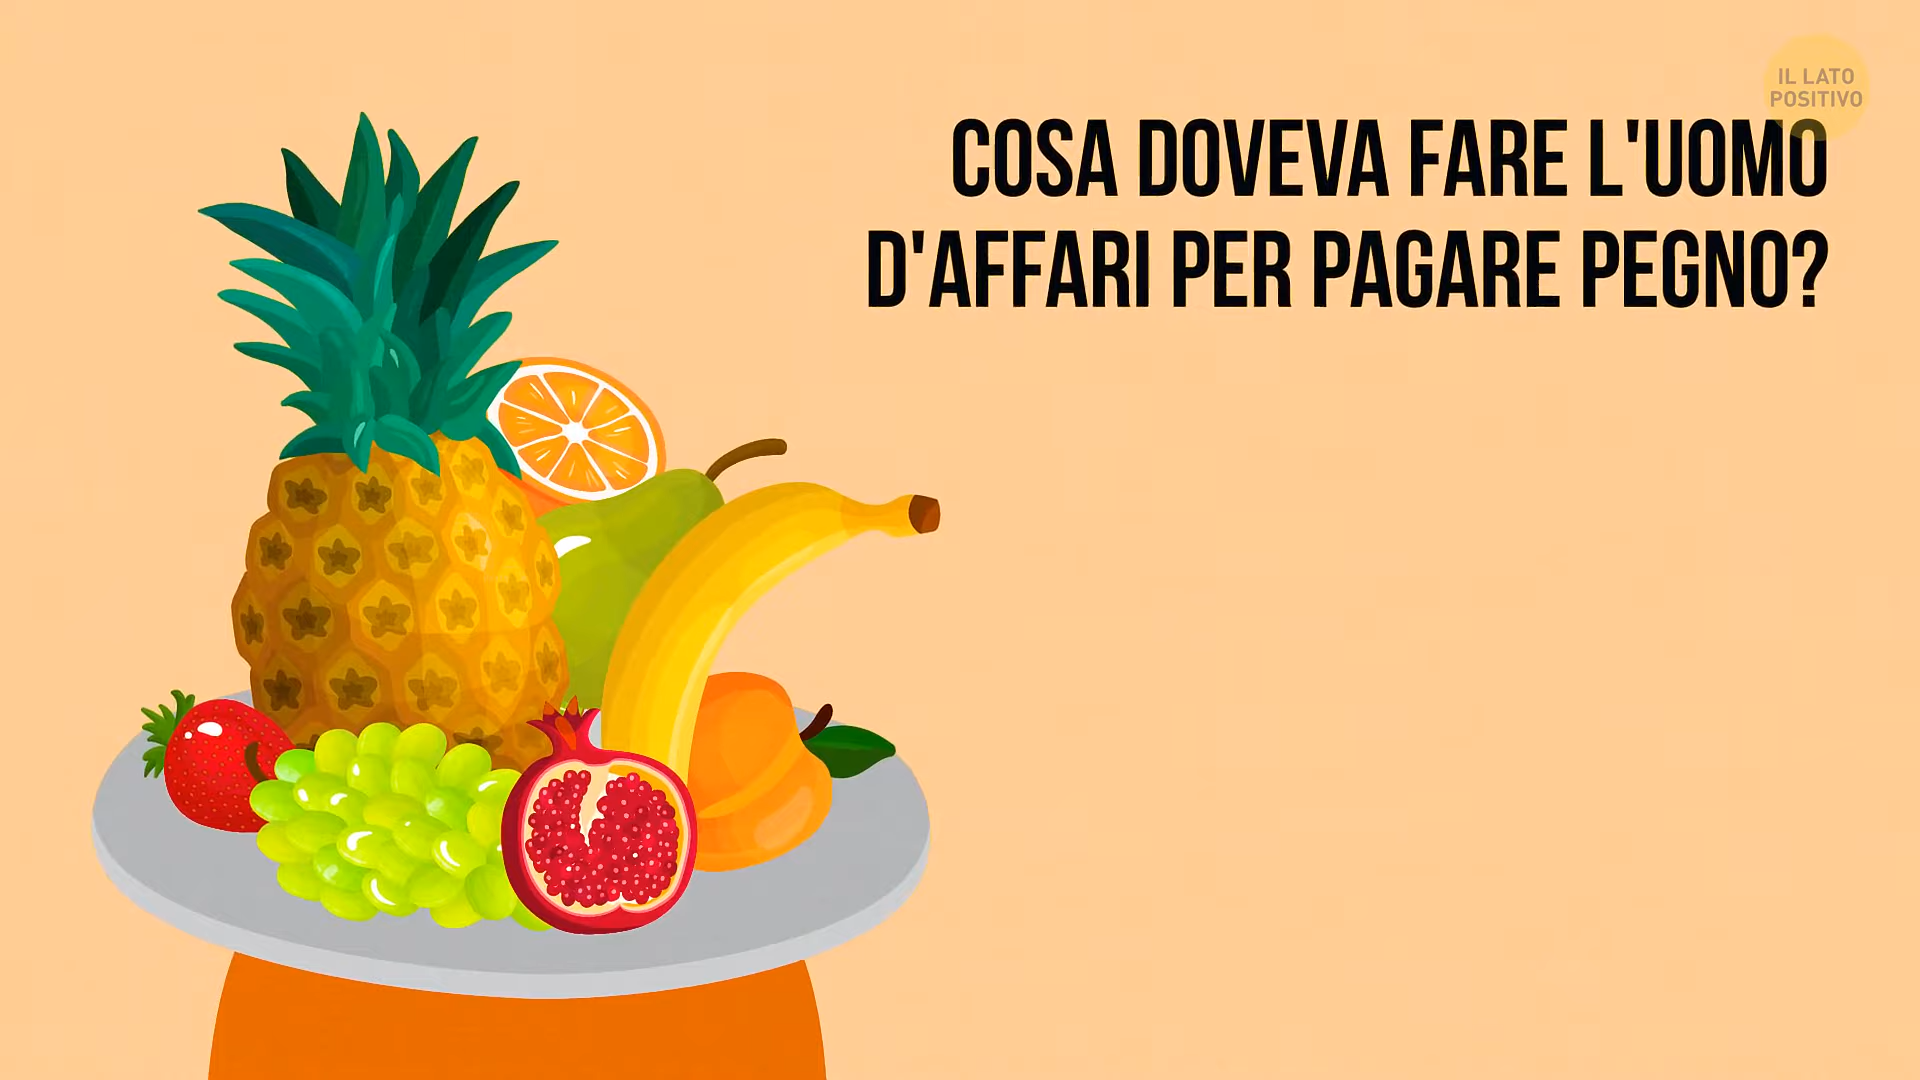 IL LATO
POSITIVO
COSA DOVEVA FARE L'UOMO
D'AFFARI PER PAGARE PEGNO?